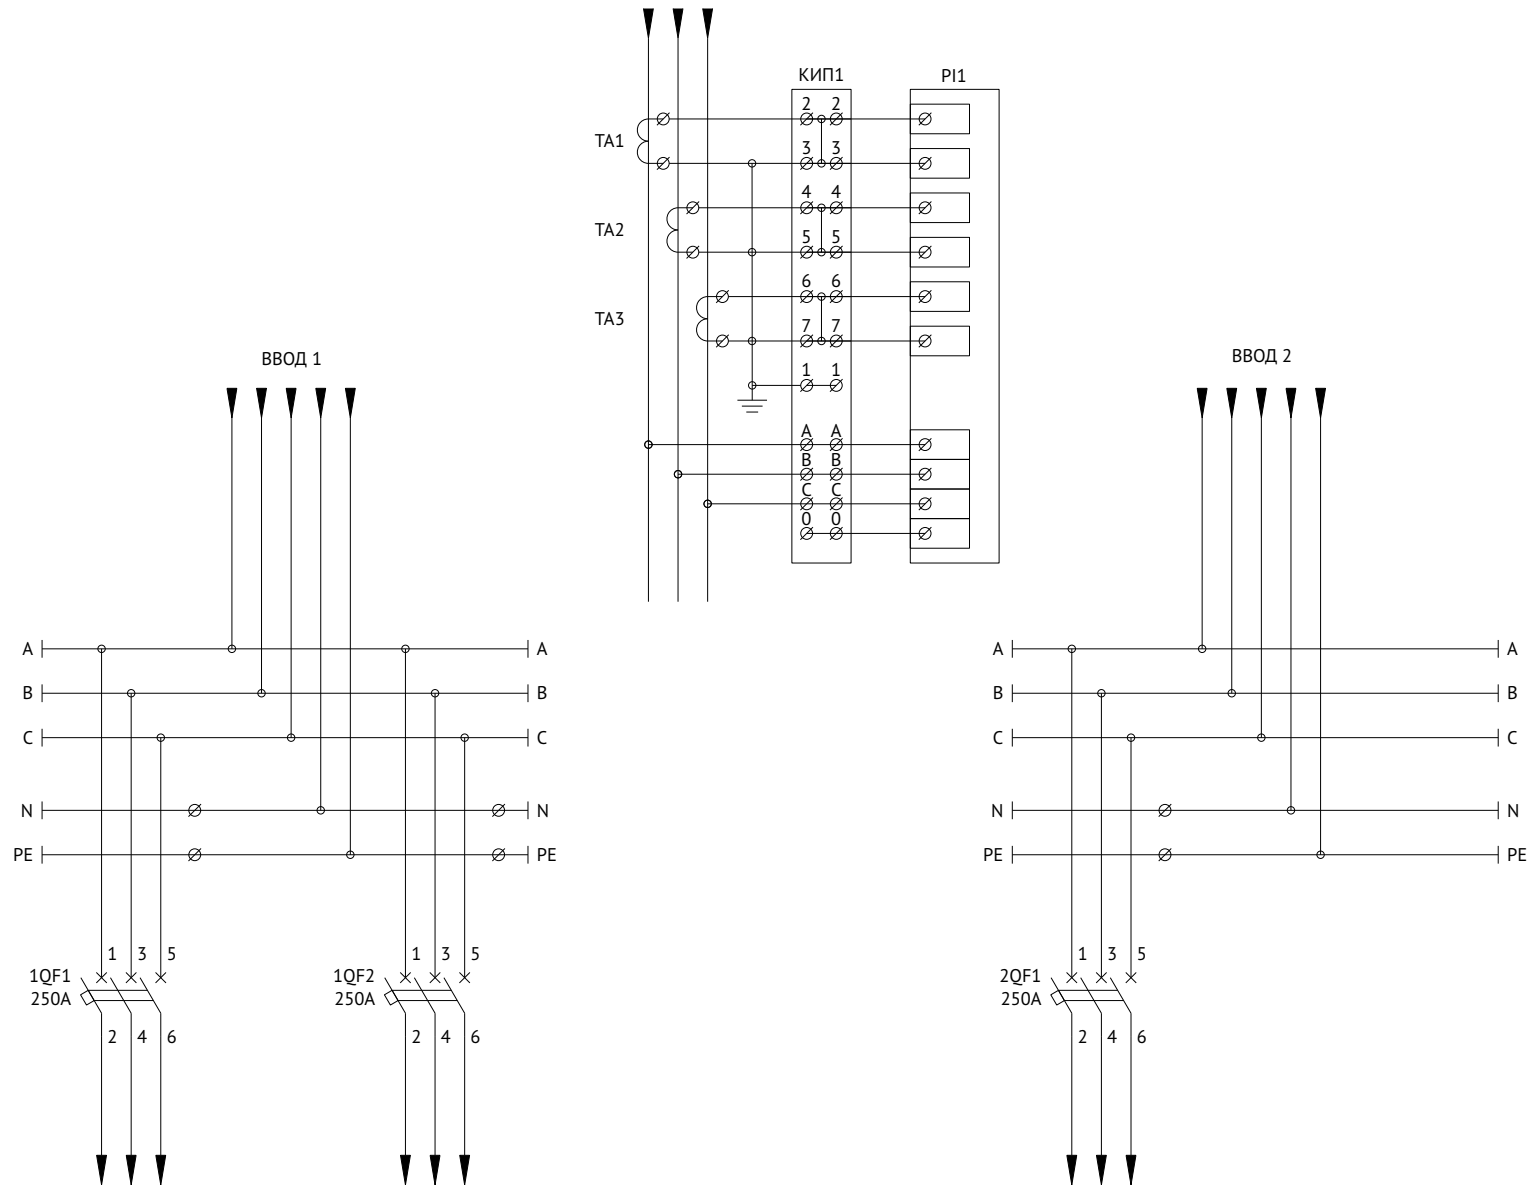 КИП1 PI1
2 2
TA1
3 3
4 4
TA2
5 5
6 6
TA3
7 7
ВВОД 1
ВВОД 2
1 1
A A
B B
C C
0 0
A A A A
B B B B
C C C C
N N N N
PE PE PE PE
1 3 5 1 3 5 1 3 5
1QF1 1QF2 2QF1
250A 250A 250A
2 4 6 2 4 6 2 4 6